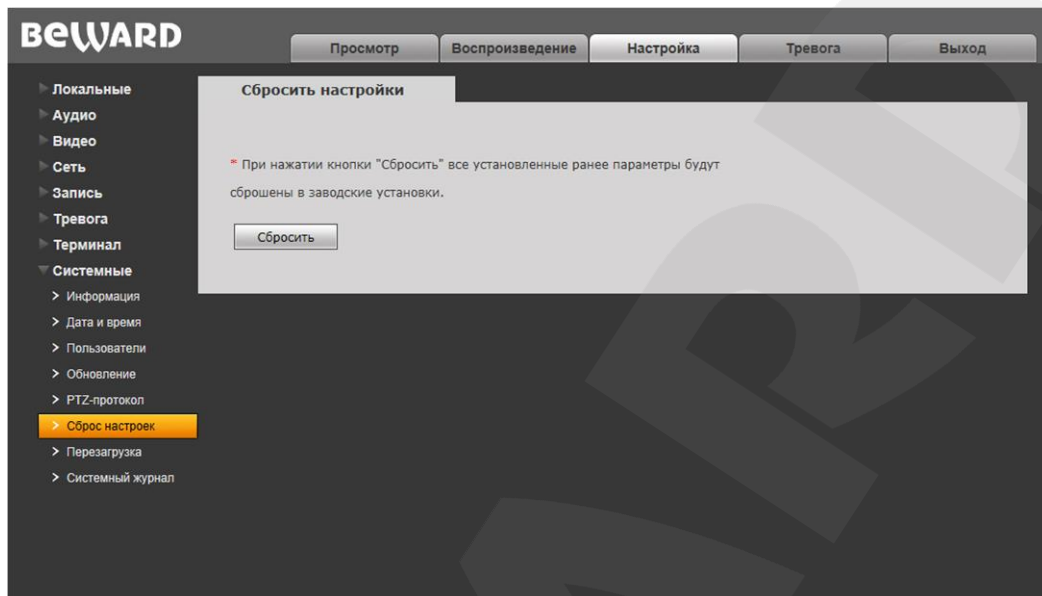 BEWARD
Просмотр
Воспроизведение
Настройка
Тревога
Выход
Локальные
Аудио
Видео
Сеть
Запись
Тревога
Терминал
Системные
Информация
Дата и время
Пользователи
Обновление
PTZ-протокол
Сброс настроек
Перезагрузка
Системный журнал
Сбросить настройки
* При нажатии кнопки "Сбросить" все установленные ранее параметры будут
сброшены в заводские установки.
Сбросить